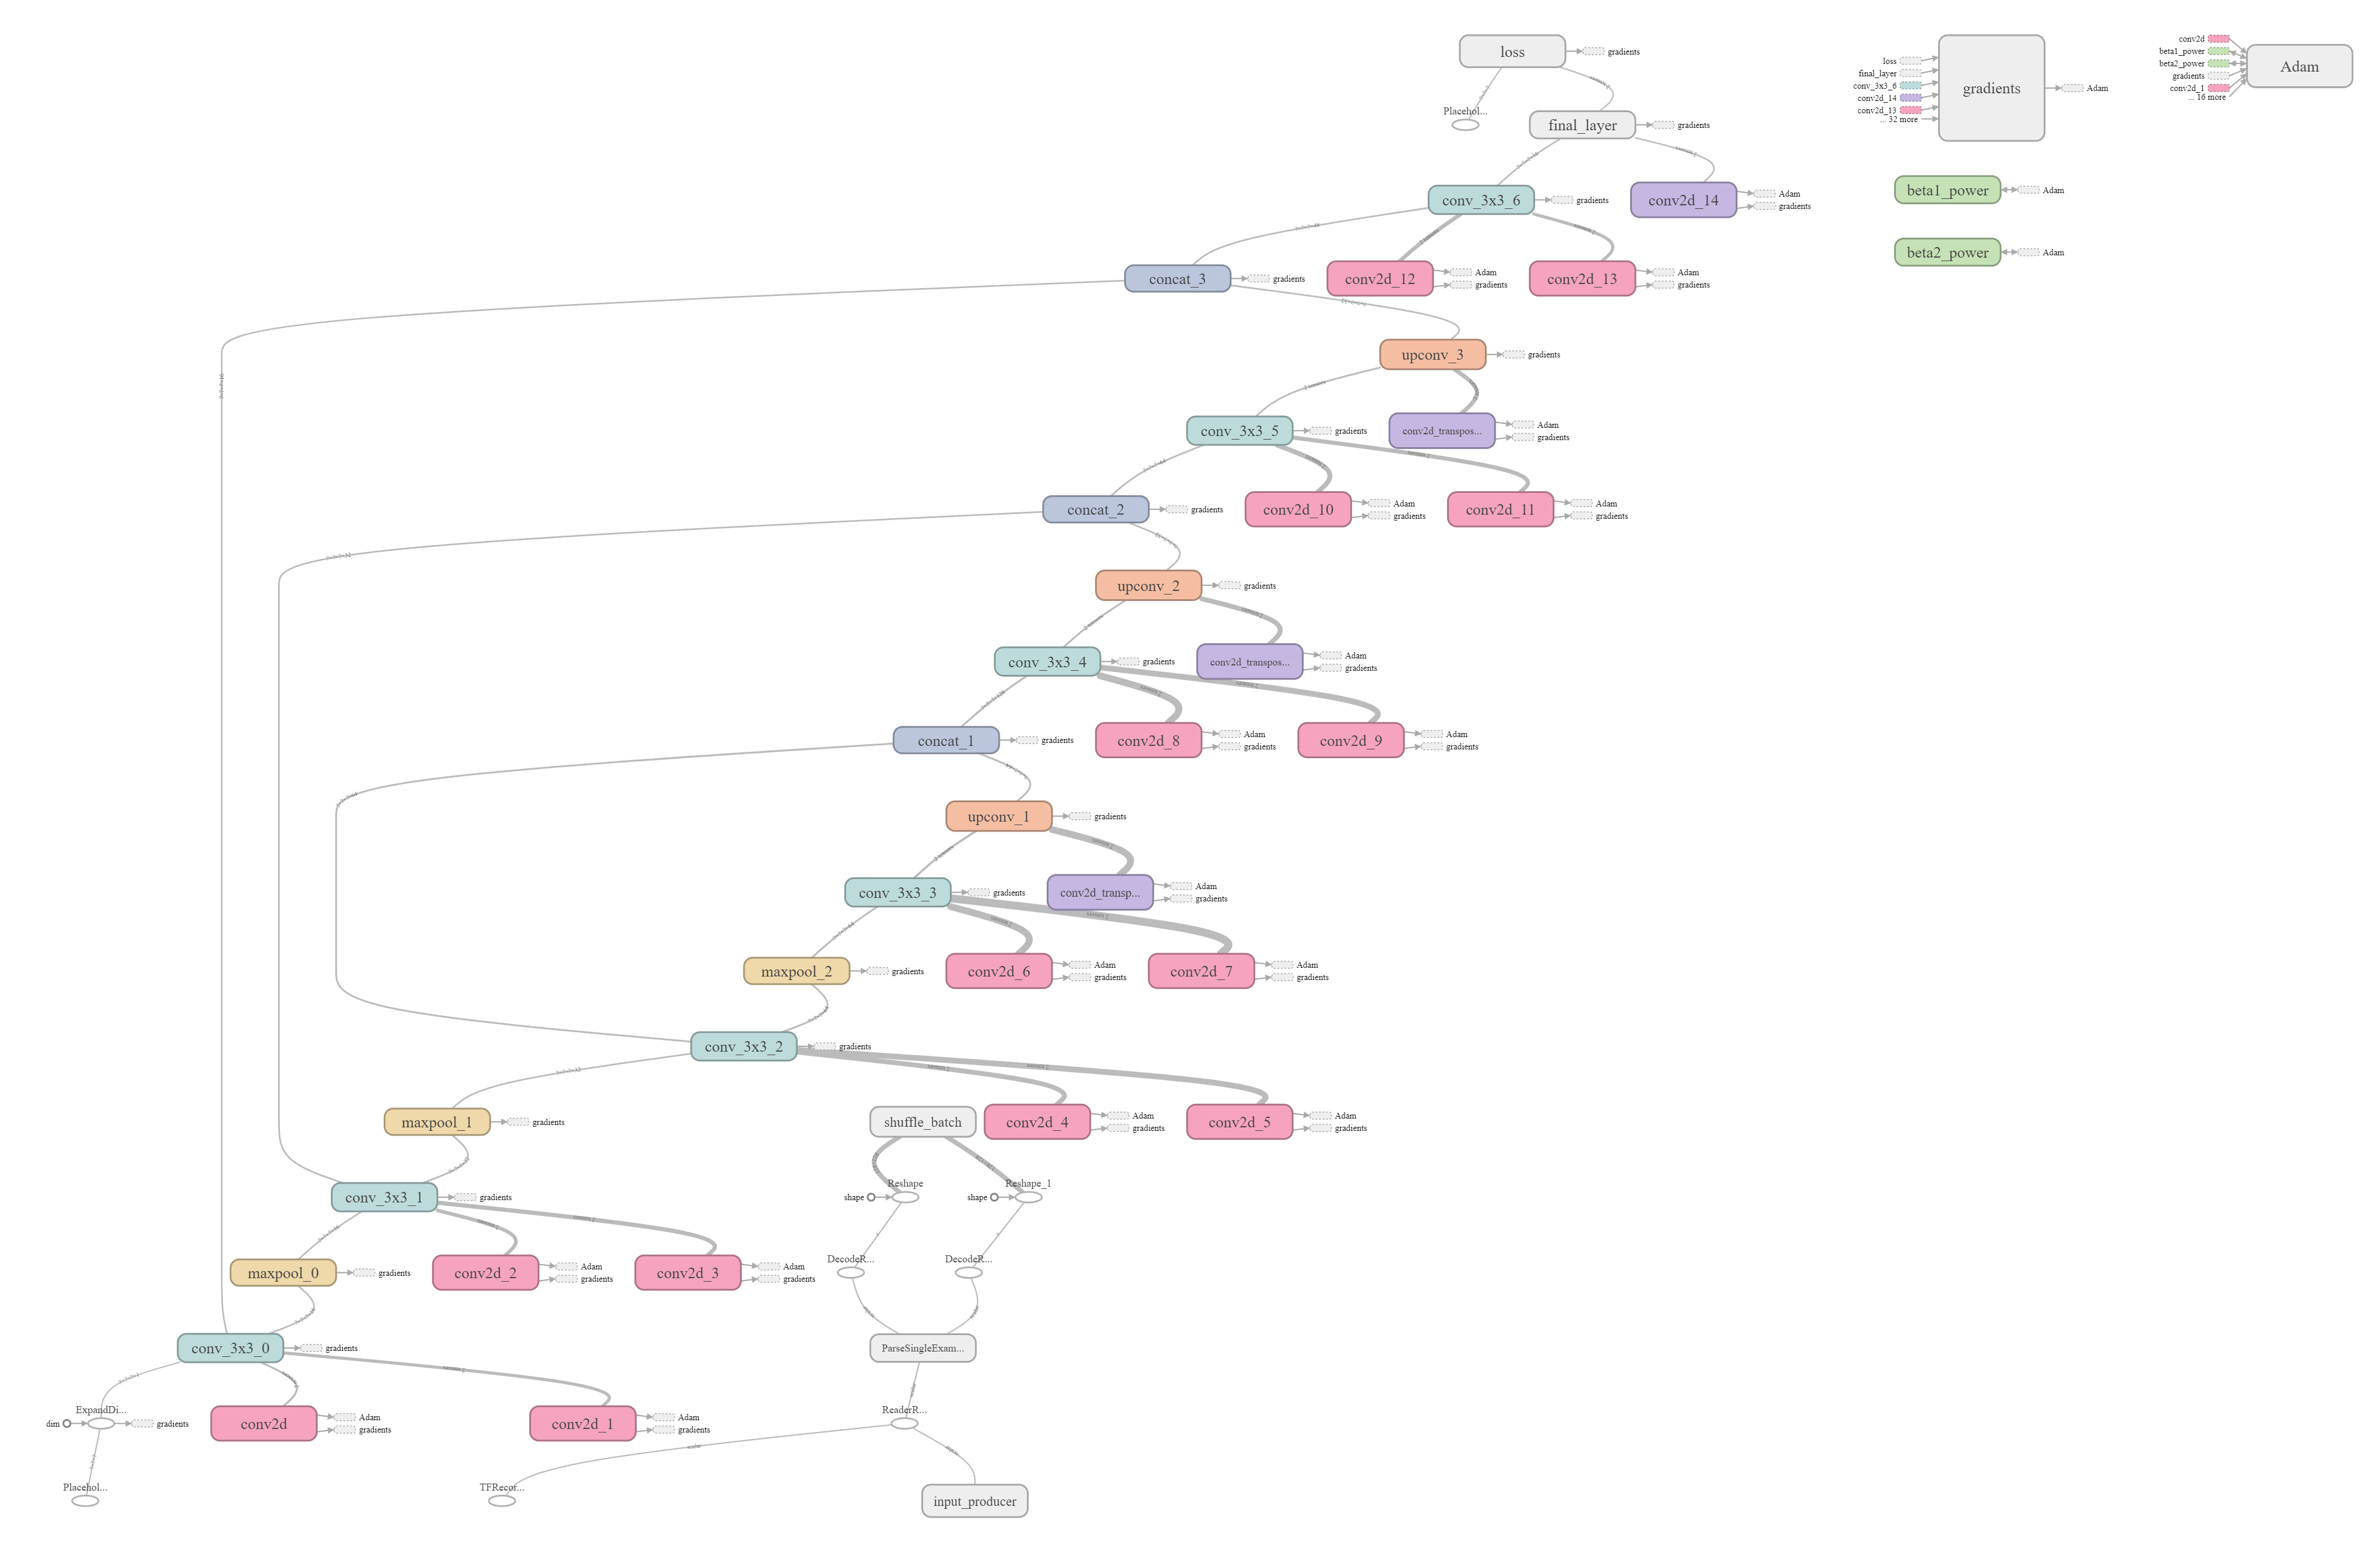 loss
gradients
Placehol...
final_layer
gradients
conv_3x3_6
gradients
conv2d_14
Adam
gradients
concat_3
gradients
conv2d_12
Adam
gradients
conv2d_13
Adam
gradients
upconv_3
gradients
conv_3x3_5
gradients
conv2d_transpos...
Adam
gradients
concat_2
gradients
conv2d_10
Adam
gradients
conv2d_11
Adam
gradients
upconv_2
gradients
conv_3x3_4
gradients
conv2d_transpos...
Adam
gradients
concat_1
gradients
conv2d_8
Adam
gradients
conv2d_9
Adam
gradients
upconv_1
gradients
conv_3x3_3
gradients
conv2d_transp...
Adam
gradients
maxpool_2
gradients
conv2d_6
Adam
gradients
conv2d_7
Adam
gradients
conv_3x3_2
gradients
maxpool_1
gradients
shuffle_batch
conv2d_4
Adam
gradients
conv2d_5
Adam
gradients
conv_3x3_1
gradients
shape
Reshape
shape
Reshape_1
maxpool_0
gradients
conv2d_2
Adam
gradients
conv2d_3
Adam
gradients
DecodeR...
DecodeR...
conv_3x3_0
gradients
ParseSingleExam...
dim
ExpandDi...
gradients
conv2d
Adam
gradients
conv2d_1
Adam
gradients
ReaderR...
scalar
Placehol...
TFRecor...
input_producer
loss
final_layer
conv_3x3_6
conv2d_14
conv2d_13
... 32 more
gradients
Adam
conv2d
beta1_power
beta2_power
gradients
conv2d_1
... 16 more
Adam
beta1_power
Adam
beta2_power
Adam